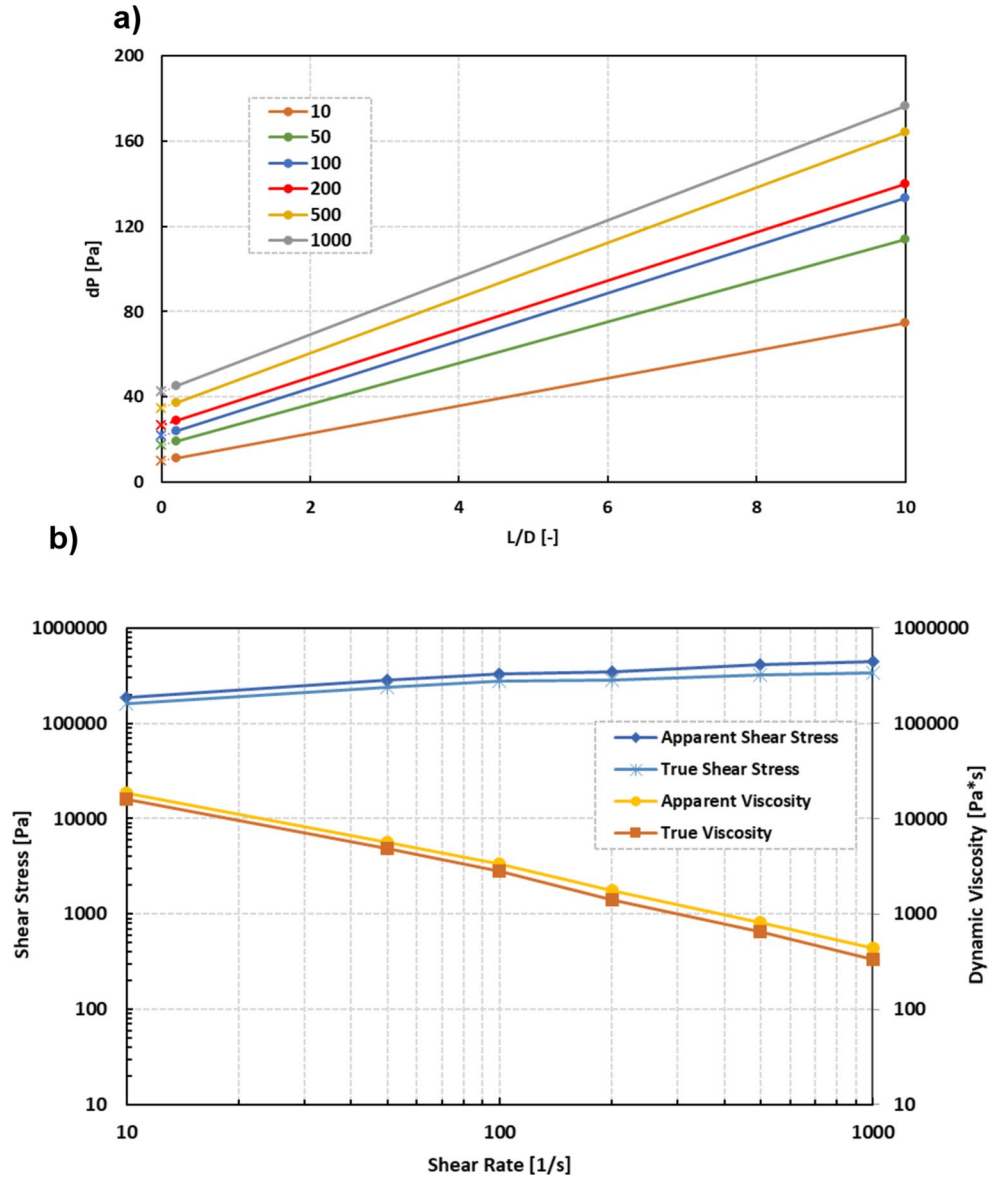 a)
200
160
120
80
40
0
dP [Pa]
10
50
100
200
500
1000
0 2 4 6 8 10
L/D [-]
b)
1000000 1000000
100000 100000
10000 10000
1000 1000
100 100
10 10
Shear Stress [Pa]
Dynamic Viscosity [Pa*s]
Apparent Shear Stress
True Shear Stress
Apparent Viscosity
True Viscosity
10 100 1000
Shear Rate [1/s]